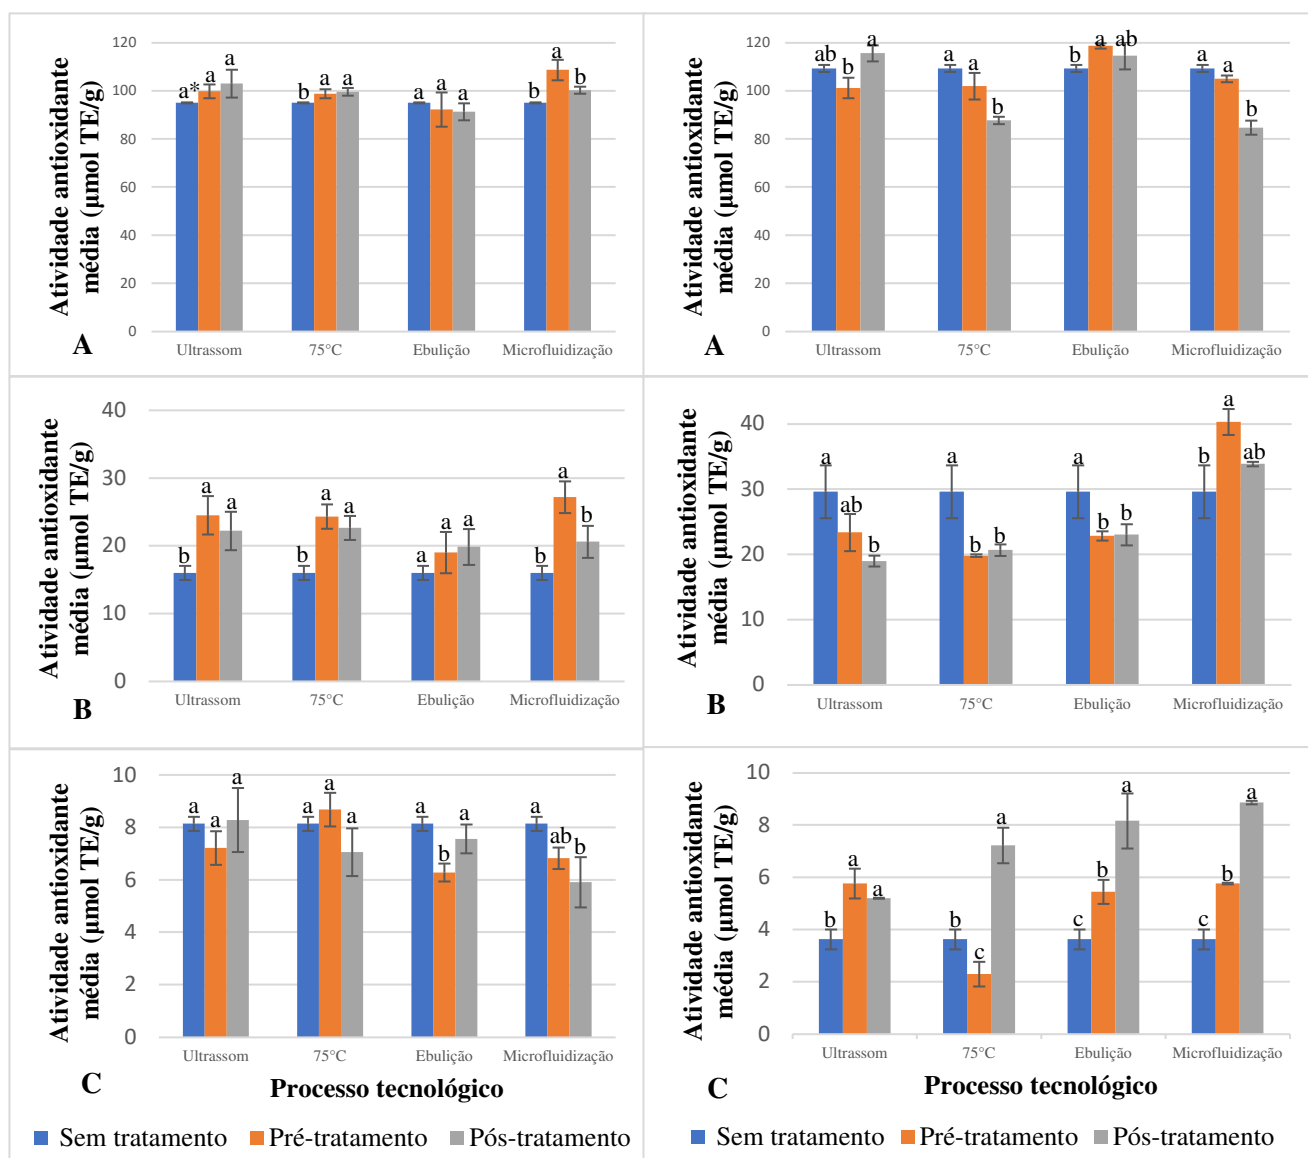 120
100
80
60
40
20
0
Atividade antioxidante
média (µmol TE/g)
a* a a
b a a
a a a
b a b
Ultrassom 75°C Ebulição Microfluidização
A
120
100
80
60
40
20
0
Atividade antioxidante
média (µmol TE/g)
ab b a
a a b
b a ab
a a b
Ultrassom 75°C Ebulição Microfluidização
A
40
30
20
10
0
Atividade antioxidante
média (µmol TE/g)
b a a
b a a
a a a
b a b
Ultrassom 75°C Ebulição Microfluidização
B
40
30
20
10
0
Atividade antioxidante
média (µmol TE/g)
a ab b
a b b
a b b
b a ab
Ultrassom 75°C Ebulição Microfluidização
B
10
8
6
4
2
0
Atividade antioxidante
média (µmol TE/g)
a a a
a a a
a b a
a ab b
Ultrassom 75°C Ebulição Microfluidização
C
Processo tecnológico
Sem tratamento Pré-tratamento Pós-tratamento
10
8
6
4
2
0
Atividade antioxidante
média (µmol TE/g)
b a a
b c a
c b a
c b a
Ultrassom 75°C Ebulição Microfluidização
C
Processo tecnológico
Sem tratamento Pré-tratamento Pós-tratamento